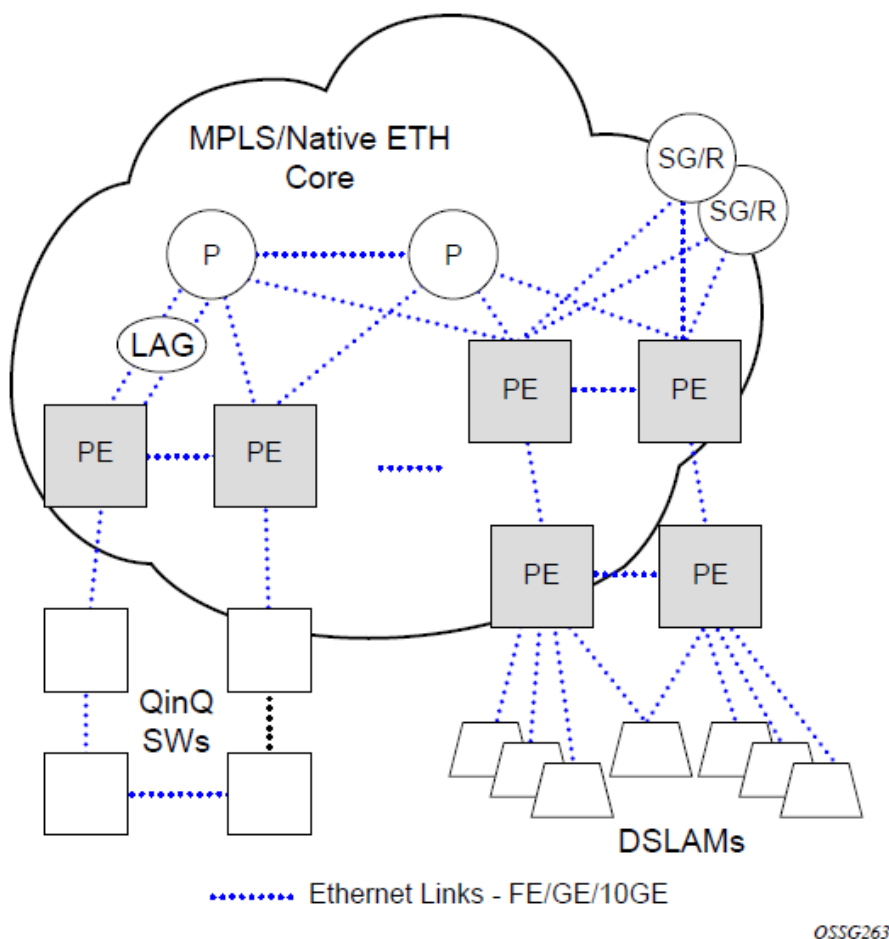 MPLS/Native ETH
Core
SG/R
SG/R
P
P
LAG
PE
PE
PE
PE
PE
PE
QinQ
SWs
DSLAMs
Ethernet Links - FE/GE/10GE
OSSG263